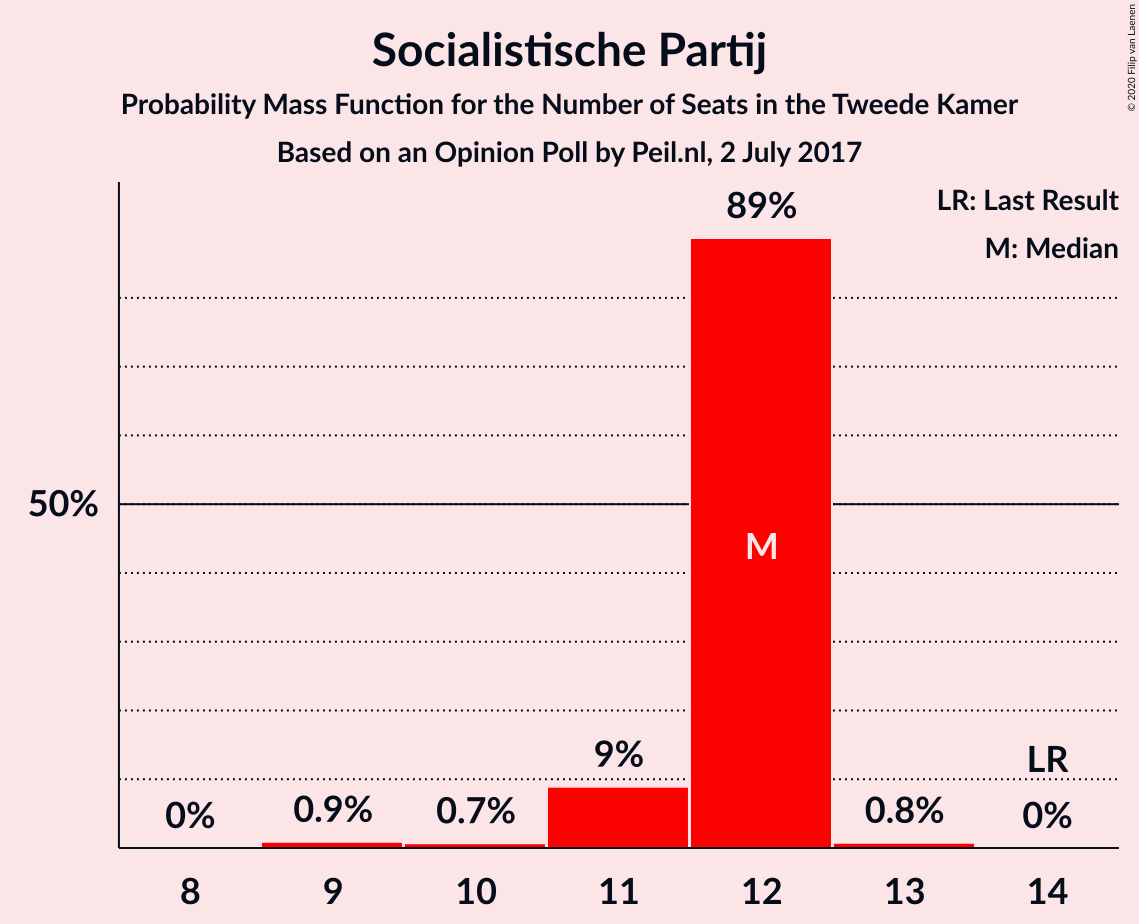 Socialistische Partij
Probability Mass Function for the Number of Seats in the Tweede Kamer
Based on an Opinion Poll by Peil.nl, 2 July 2017
© 2020 Filip van Laenen
LR: Last Result
M: Median
50%
0%
0.9%
0.7%
9%
89%
M
0.8%
LR
0%
8
9
10
11
12
13
14